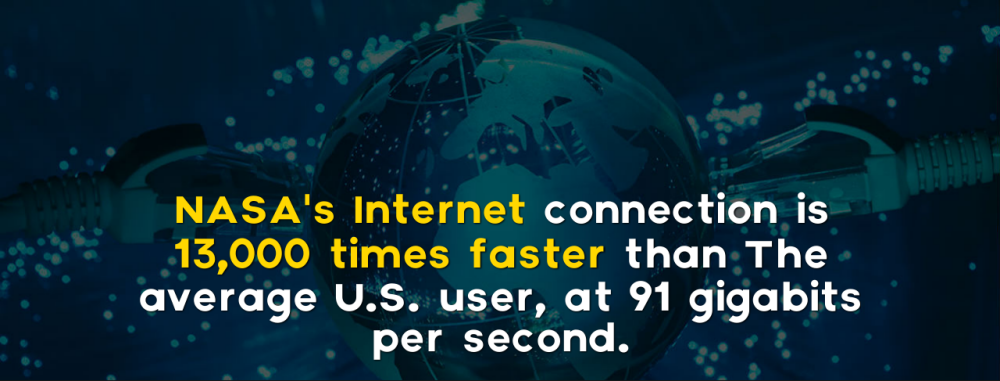 NASA's Internet connection is
13,000 times faster than The
average U.S. user, at 91 gigabits
per second.